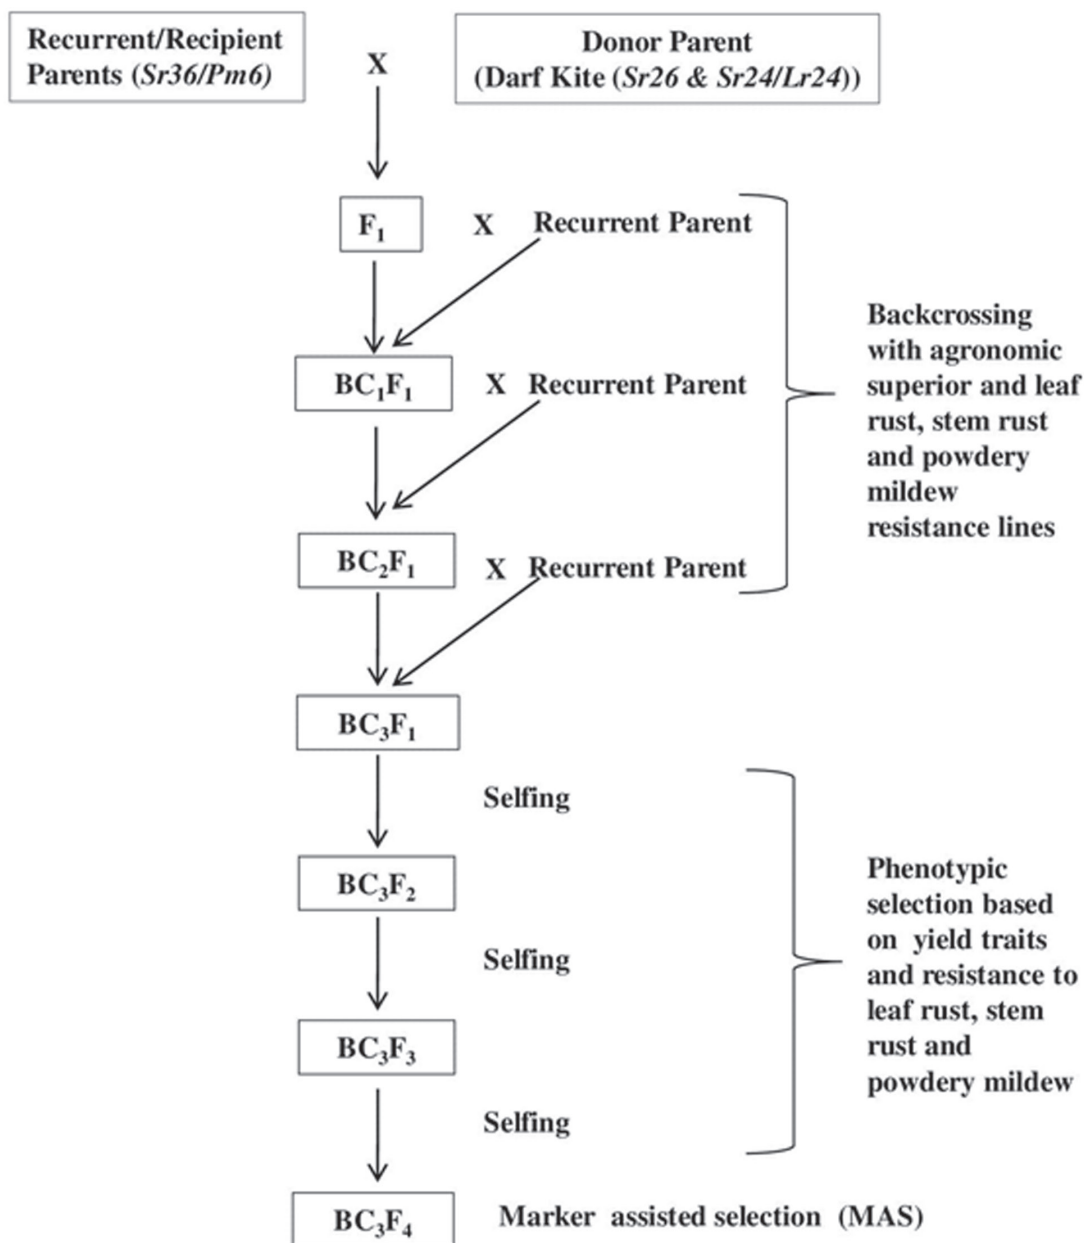 Recurrent/Recipient
Parents (Sr36/Pm6)
X
Donor Parent
(Darf Kite (Sr26 & Sr24/Lr24))
F₁
X
Recurrent Parent
BC₁F₁
X
Recurrent Parent
BC₂F₁
X
Recurrent Parent
Backcrossing
with agronomic
superior and leaf
rust, stem rust
and powdery
mildew
resistance lines
BC₃F₁
Selfing
BC₃F₂
Selfing
BC₃F₃
Selfing
Phenotypic
selection based
on yield traits
and resistance to
leaf rust, stem
rust and
powdery mildew
BC₃F₄
Marker assisted selection (MAS)